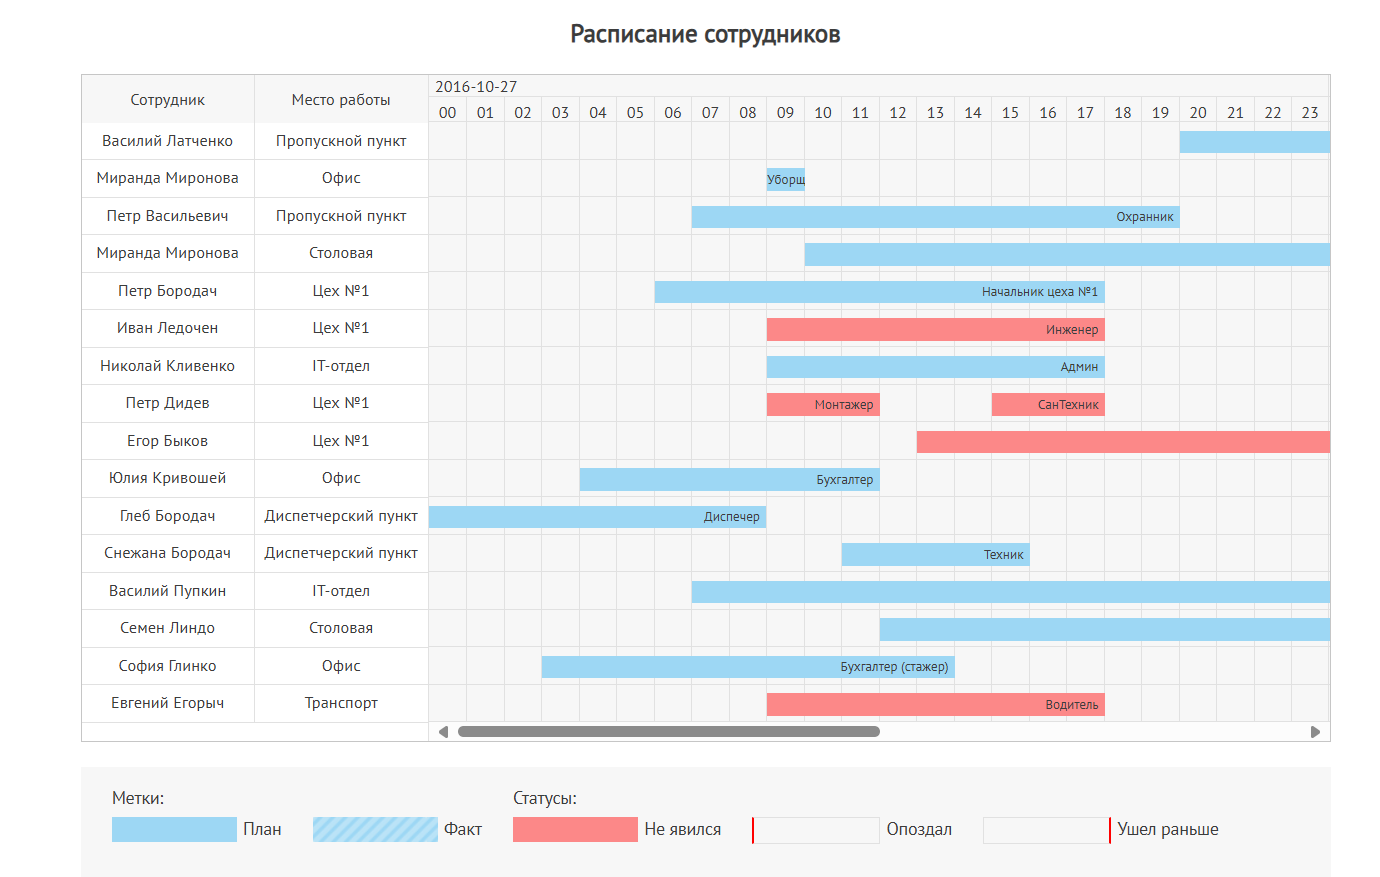 Расписание сотрудников
Сотрудник Место работы 2016-10-27
00 01 02 03 04 05 06 07 08 09 10 11 12 13 14 15 16 17 18 19 20 21 22 23
Василий Латченко Пропускной пункт
Миранда Миронова Офис Уборщ
Петр Васильевич Пропускной пункт Охранник
Миранда Миронова Столовая
Петр Бородач Цех №1 Начальник цеха №1
Иван Ледочен Цех №1 Инженер
Николай Кливенко IT-отдел Админ
Петр Дидев Цех №1 Монтажер СанТехник
Егор Быков Цех №1
Юлия Кривошей Офис Бухгалтер
Глеб Бородач Диспетчерский пункт Диспечер
Снежана Бородач Диспетчерский пункт Техник
Василий Пупкин IT-отдел
Семен Линдо Столовая
София Глинко Офис Бухгалтер (стажер)
Евгений Егорыч Транспорт Водитель
Метки: Статусы:
План Факт Не явился Опоздал Ушел раньше